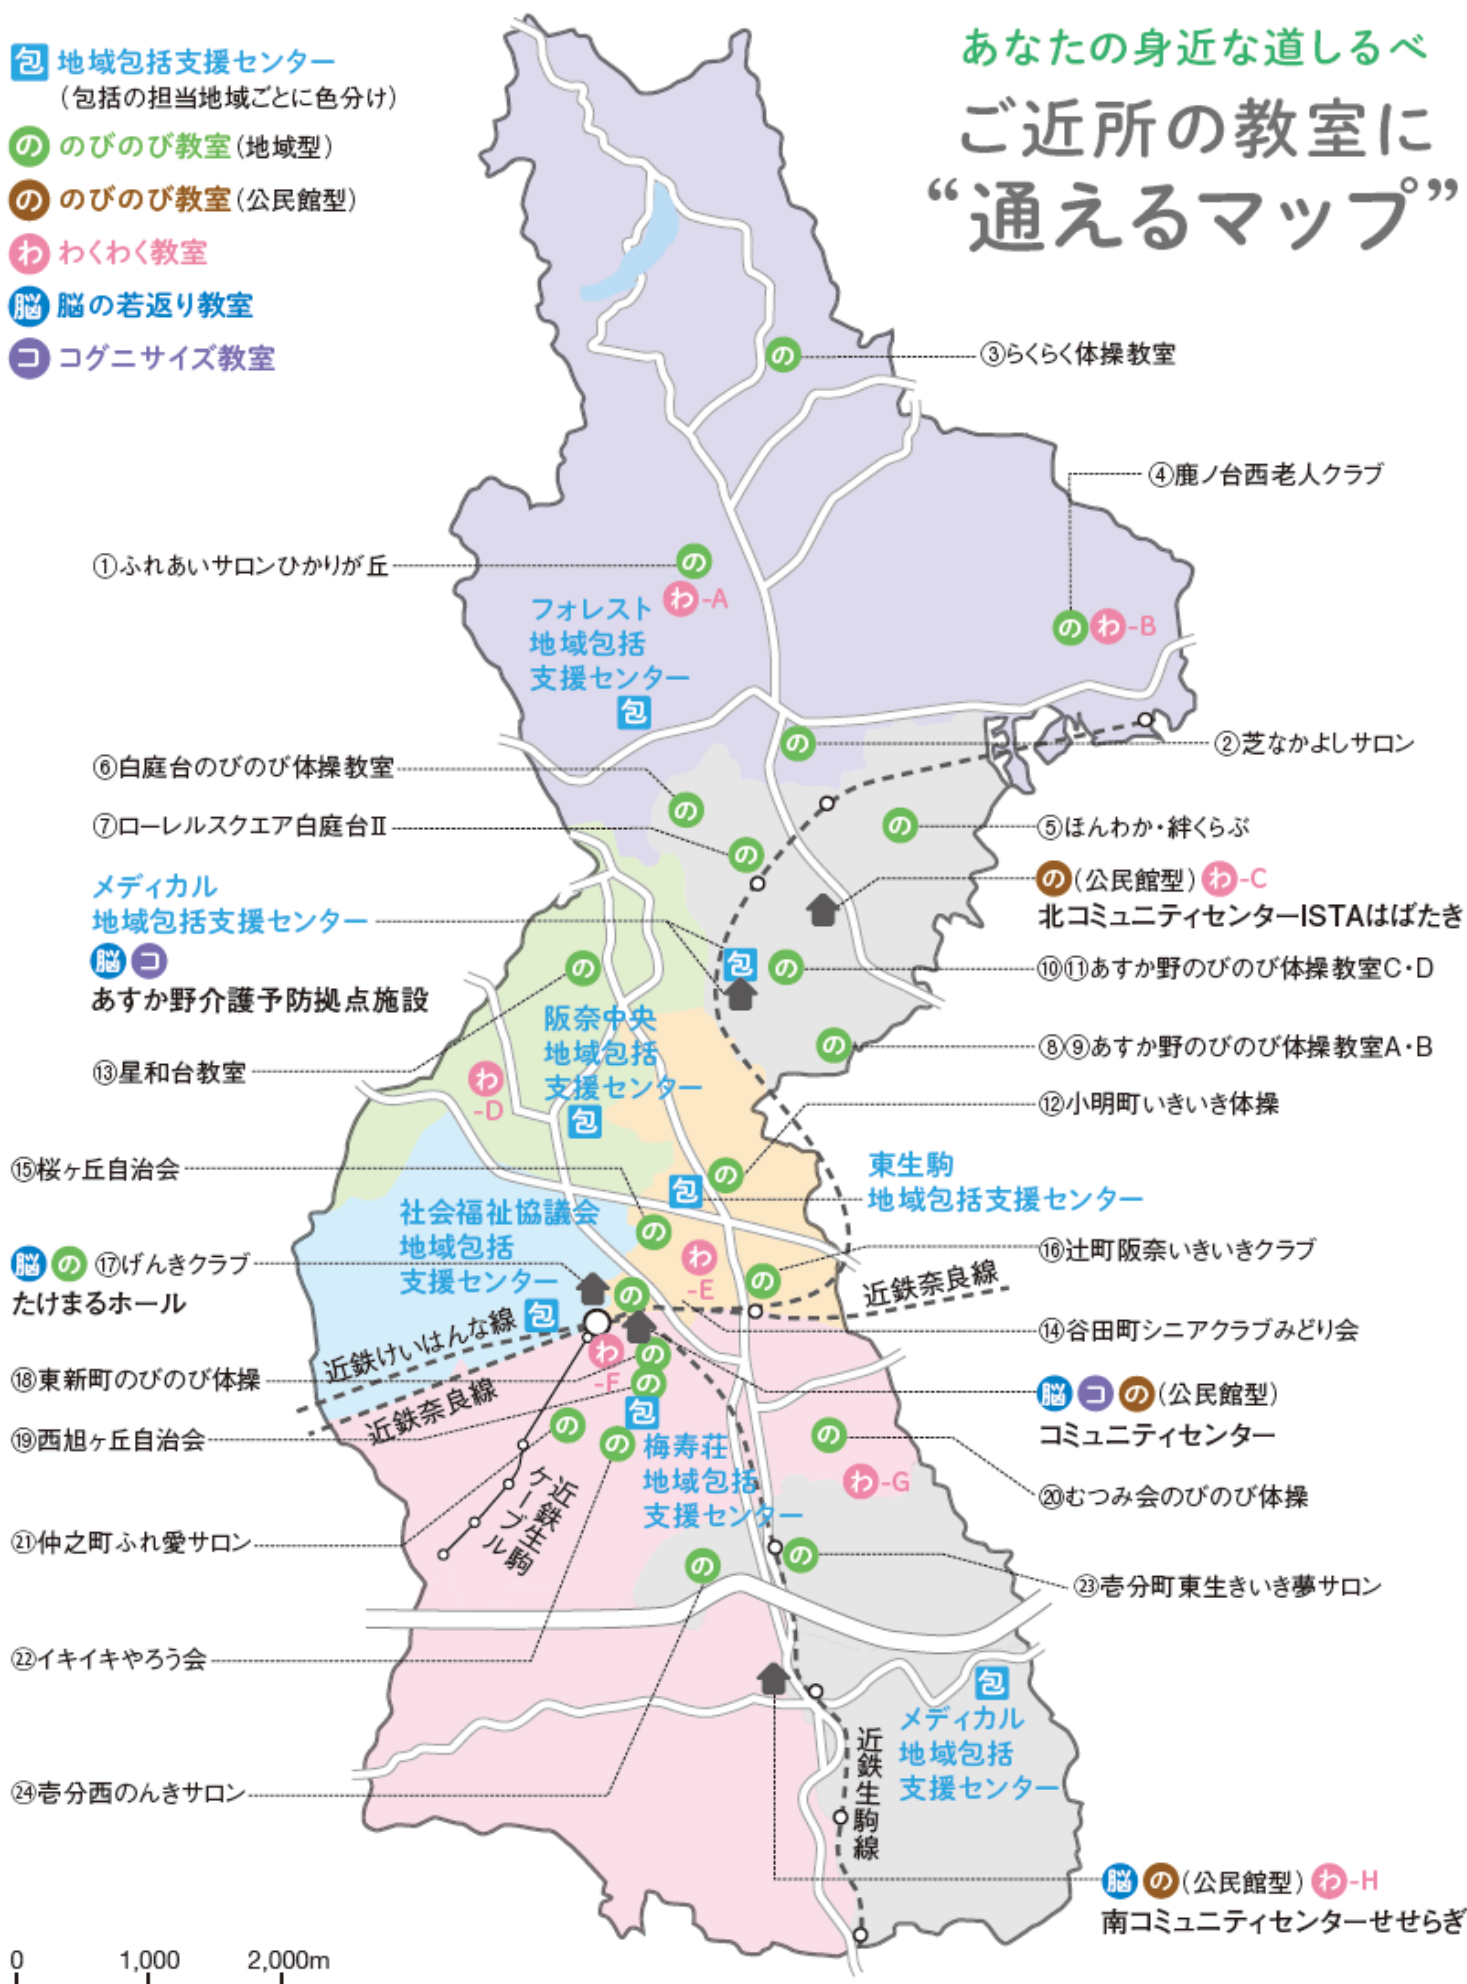 あなたの身近な道しるべ
ご近所の教室に
“通えるマップ”
包 地域包括支援センター
（包括の担当地域ごとに色分け）
の のびのび教室(地域型)
の のびのび教室(公民館型)
わ わくわく教室
脳 脳の若返り教室
コ コグニサイズ教室
の ③らくらく体操教室
④鹿ノ台西老人クラブ
①ふれあいサロンひかりが丘 の
わ-A
フォレスト
地域包括
支援センター
包
の わ-B
の ②芝なかよしサロン
⑥白庭台のびのび体操教室 の
⑦ローレルスクエア白庭台Ⅱ の
の ⑤ほんわか・絆くらぶ
の(公民館型) わ-C
北コミュニティセンターISTAはばたき
メディカル
地域包括支援センター
脳 コ
あすか野介護予防拠点施設
包 の ⑩⑪あすか野のびのび体操教室C・D
の ⑧⑨あすか野のびのび体操教室A・B
の
⑬星和台教室
阪奈中央
地域包括
支援センター
包
わ
-D
⑫小明町いきいき体操
の
⑮桜ヶ丘自治会
の
包
東生駒
地域包括支援センター
社会福祉協議会
地域包括
支援センター
包
わ
-E
の ⑯辻町阪奈いきいきクラブ
脳 の ⑰げんきクラブ
たけまるホール
の
近鉄奈良線
⑭谷田町シニアクラブみどり会
近鉄けいはんな線
近鉄奈良線
わ
-F
⑱東新町のびのび体操 の
⑲西旭ヶ丘自治会 の
脳 コ の(公民館型)
コミュニティセンター
包
梅寿荘
地域包括
支援センター
の
の
の
わ-G
⑳むつみ会のびのび体操
近鉄生駒
ケーブル
㉑仲之町ふれ愛サロン
の
の ㉓壱分町東生きいき夢サロン
㉒イキイキやろう会
包
メディカル
地域包括
支援センター
近鉄生駒線
㉔壱分西のんきサロン
脳 の(公民館型) わ-H
南コミュニティセンターせせらぎ
0 1,000 2,000m